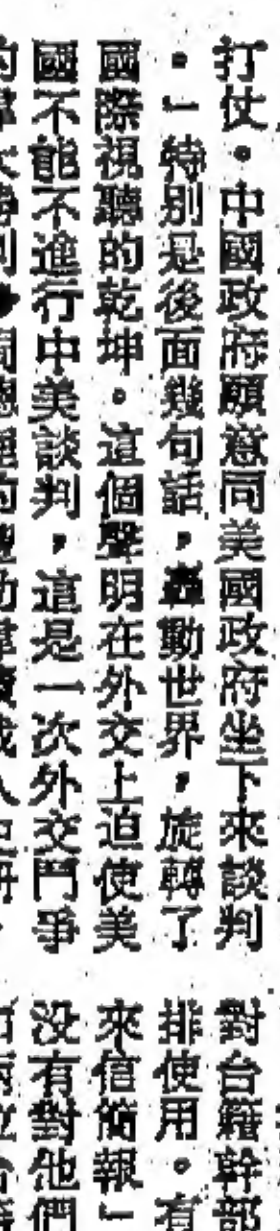 打仗。中國政府願意同美國政府坐下來談判
。」特別是後面幾句話，轟動世界，旋轉了
國際視聽的乾坤。這個聲明在外交上迫使美
國不能不進行中美談判，這是一次外交鬥爭
對台籍幹部
排使用。有
來信簡報」
没有對他們